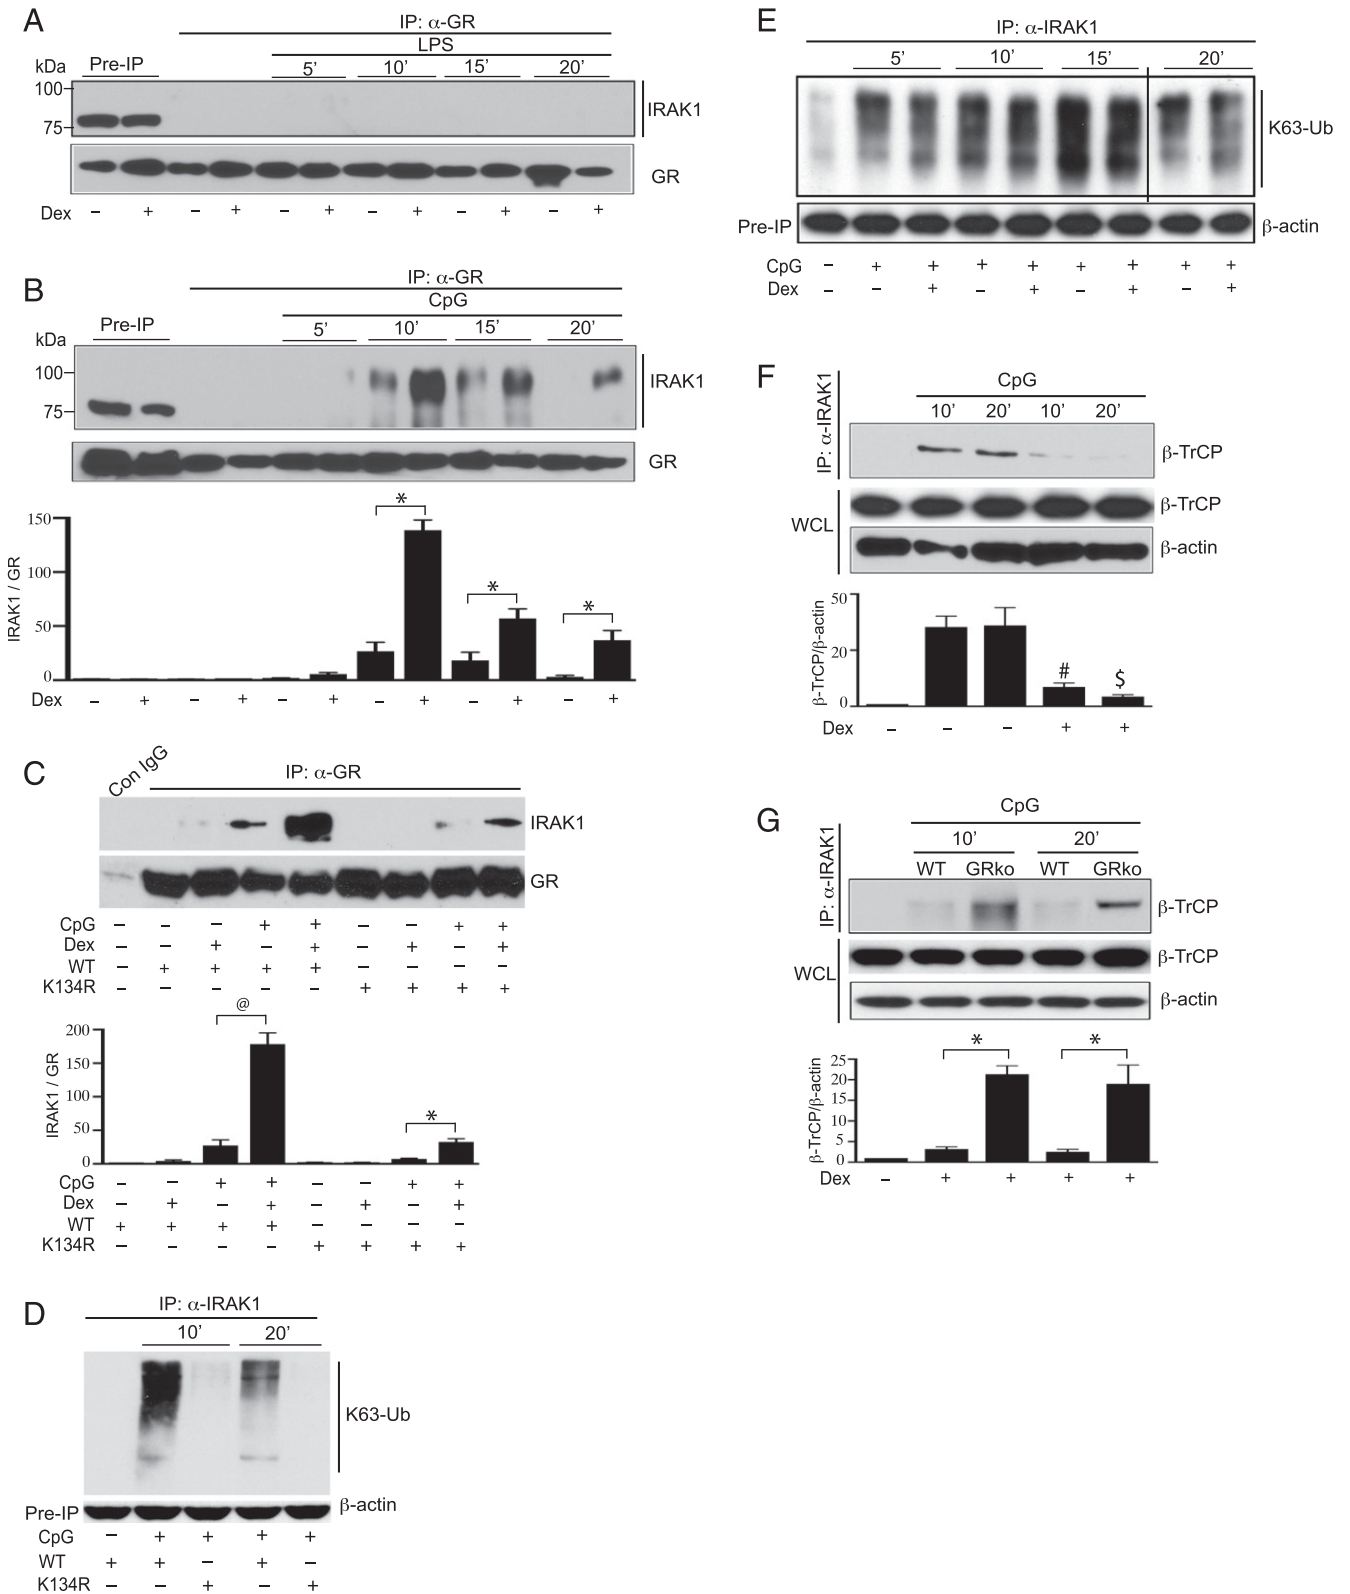 A
IP: α-GR
LPS
kDa Pre-IP 5’ 10’ 15’ 20’
100
75
IRAK1
GR
Dex – + – + – + – + – + – +
B
IP: α-GR
CpG
Pre-IP 5’ 10’ 15’ 20’
kDa
100
75
IRAK1
GR
*
*
*
150
100
50
0
IRAK1 / GR
Dex – + – + – + – + – + – +
C
Con IgG
IP: α-GR
IRAK1
GR
CpG – – – + + – – + +
Dex – – + – + – + – +
WT – + + + + – – – –
K134R – – – – – + + + +
@
*
200
150
100
50
0
IRAK1 / GR
CpG – – + + – – + +
Dex – + – + – + – +
WT + + + + – – – –
K134R – – – – + + + +
D
IP: α-IRAK1
10’ 20’
K63-Ub
Pre-IP
β-actin
CpG – + + + +
WT + + – + –
K134R – – + – +
E
IP: α-IRAK1
5’ 10’ 15’ 20’
K63-Ub
Pre-IP
β-actin
CpG – + + + + + + + +
Dex – – + – + – + – +
F
IP: α-IRAK1
CpG
10’ 20’ 10’ 20’
β-TrCP
WCL
β-TrCP
β-actin
50
20
0
β-TrCP/β-actin
#
$
Dex – – – + +
G
IP: α-IRAK1
CpG
10’ 20’
WT GRko WT GRko
β-TrCP
WCL
β-TrCP
β-actin
*
*
25
20
15
10
5
0
β-TrCP/β-actin
Dex – + + + +